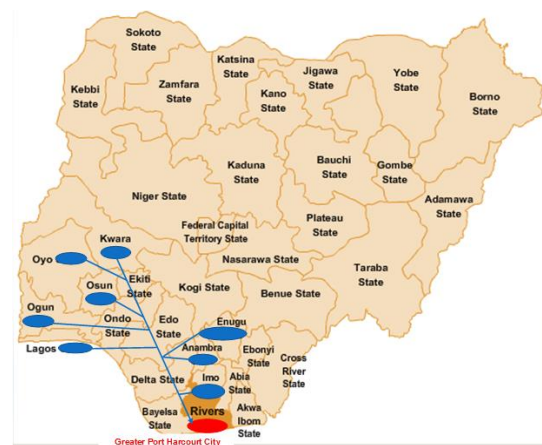 Sokoto
State
Katsina
State
Jigawa
State
Yobe
State
Kebbi
State
Zamfara
State
Kano
State
Borno
State
Kaduna
State
Bauchi
State
Gombe
State
Niger State
Adamawa
State
Plateau
State
Federal Capital
Territory State
Kwara
Nasarawa State
Oyo
Taraba
State
Ekiti
State
Kogi State
Osun
Benue State
Ogun
Ondo
State
Edo
State
Enugu
Lagos
Anambra
Ebonyi
State
Cross
River
State
Delta State
Imo
Abia
State
Bayelsa
State
Rivers
Akwa
Ibom
State
Greater Port Harcourt City